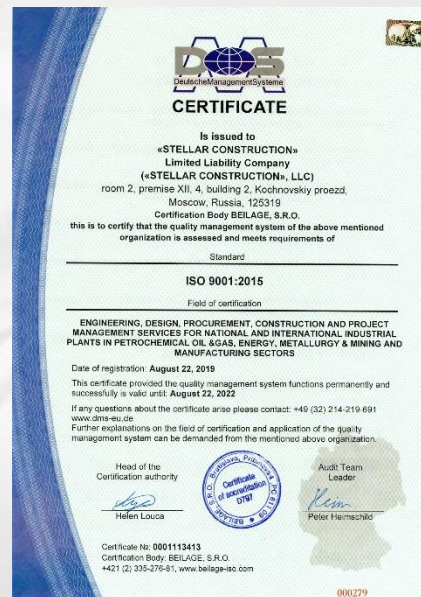 DMS
DeutscheManagementSysteme
CERTIFICATE
Is issued to
«STELLAR CONSTRUCTION»
Limited Liability Company
(«STELLAR CONSTRUCTION», LLC)
room 2, premise XII, 4, building 2, Kochnovskiy proezd,
Moscow, Russia, 125319
Certification Body BEILAGE, S.R.O.
this is to certify that the quality management system of the above mentioned
organization is assessed and meets requirements of
Standard
ISO 9001:2015
Field of certification
ENGINEERING, DESIGN, PROCUREMENT, CONSTRUCTION AND PROJECT
MANAGEMENT SERVICES FOR NATIONAL AND INTERNATIONAL INDUSTRIAL
PLANTS IN PETROCHEMICAL OIL &GAS, ENERGY, METALLURGY & MINING AND
MANUFACTURING SECTORS
Date of registration: August 22, 2019
This certificate provided the quality management system functions permanently and
successfully is valid until: August 22, 2022
If any questions about the certificate arise please contact: +49 (32) 214-219-691
www.dms-eu.de
Further explanations on the field of certification and application of the quality
management system can be demanded from the mentioned above organization.
Head of the
Certification authority
Helen Louca
BEILAGE, S.R.O. Bratislava, Pribinova4 PC 811 09
Certificate
of accreditation
D797
Audit Team
Leader
Peter Heimschild
Certificate №: 0001113413
Certification Body: BEILAGE, S.R.O.
+421 (2) 335-276-81, www.beilage-iso.com
000279